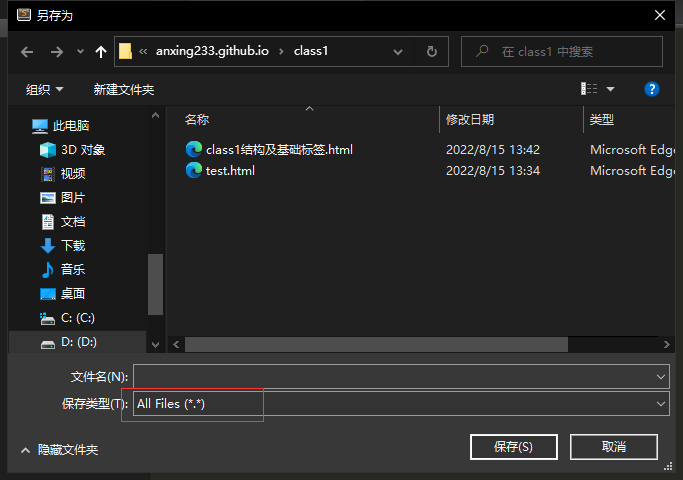 另存为
anxing233.github.io
class1
在 class1 中搜索
组织
新建文件夹
名称
修改日期
类型
此电脑
3D 对象
视频
图片
文档
下载
音乐
桌面
C: (C:)
D: (D:)
class1结构及基础标签.html
2022/8/15 13:42
Microsoft Edge
test.html
2022/8/15 13:34
Microsoft Edge
文件名(N):
保存类型(T):
All Files (*.*)
隐藏文件夹
保存(S)
取消